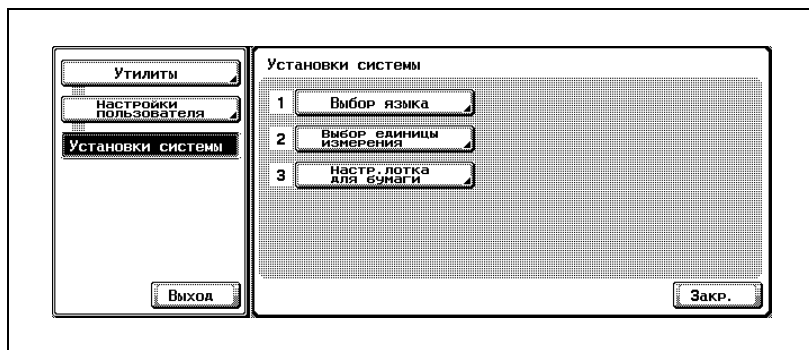 Утилиты
Настройки
пользователя
Установки системы
Выход
Установки системы
1 Выбор языка
2 Выбор единицы
измерения
3 Настр.лотка
для бумаги
Закр.